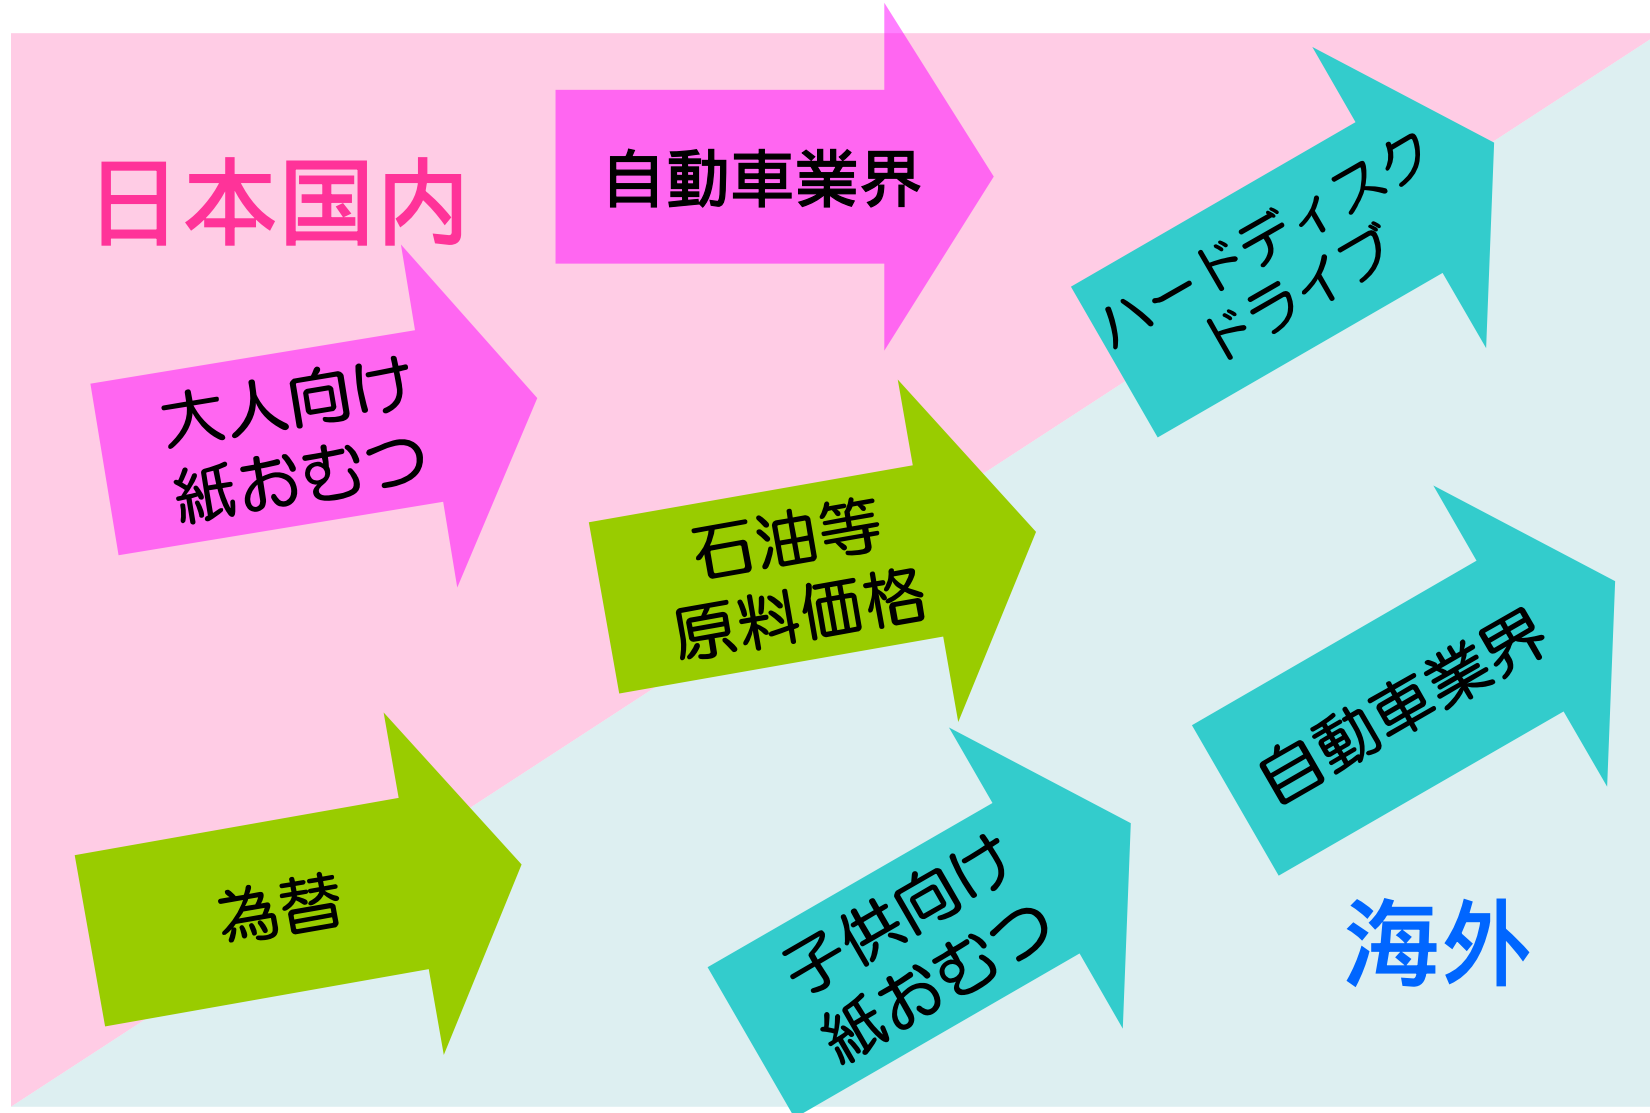 日本国内
自動車業界
ハードディスク
ドライブ
大人向け
紙おむつ
石油等
原料価格
自動車業界
為替
子供向け
紙おむつ
海外